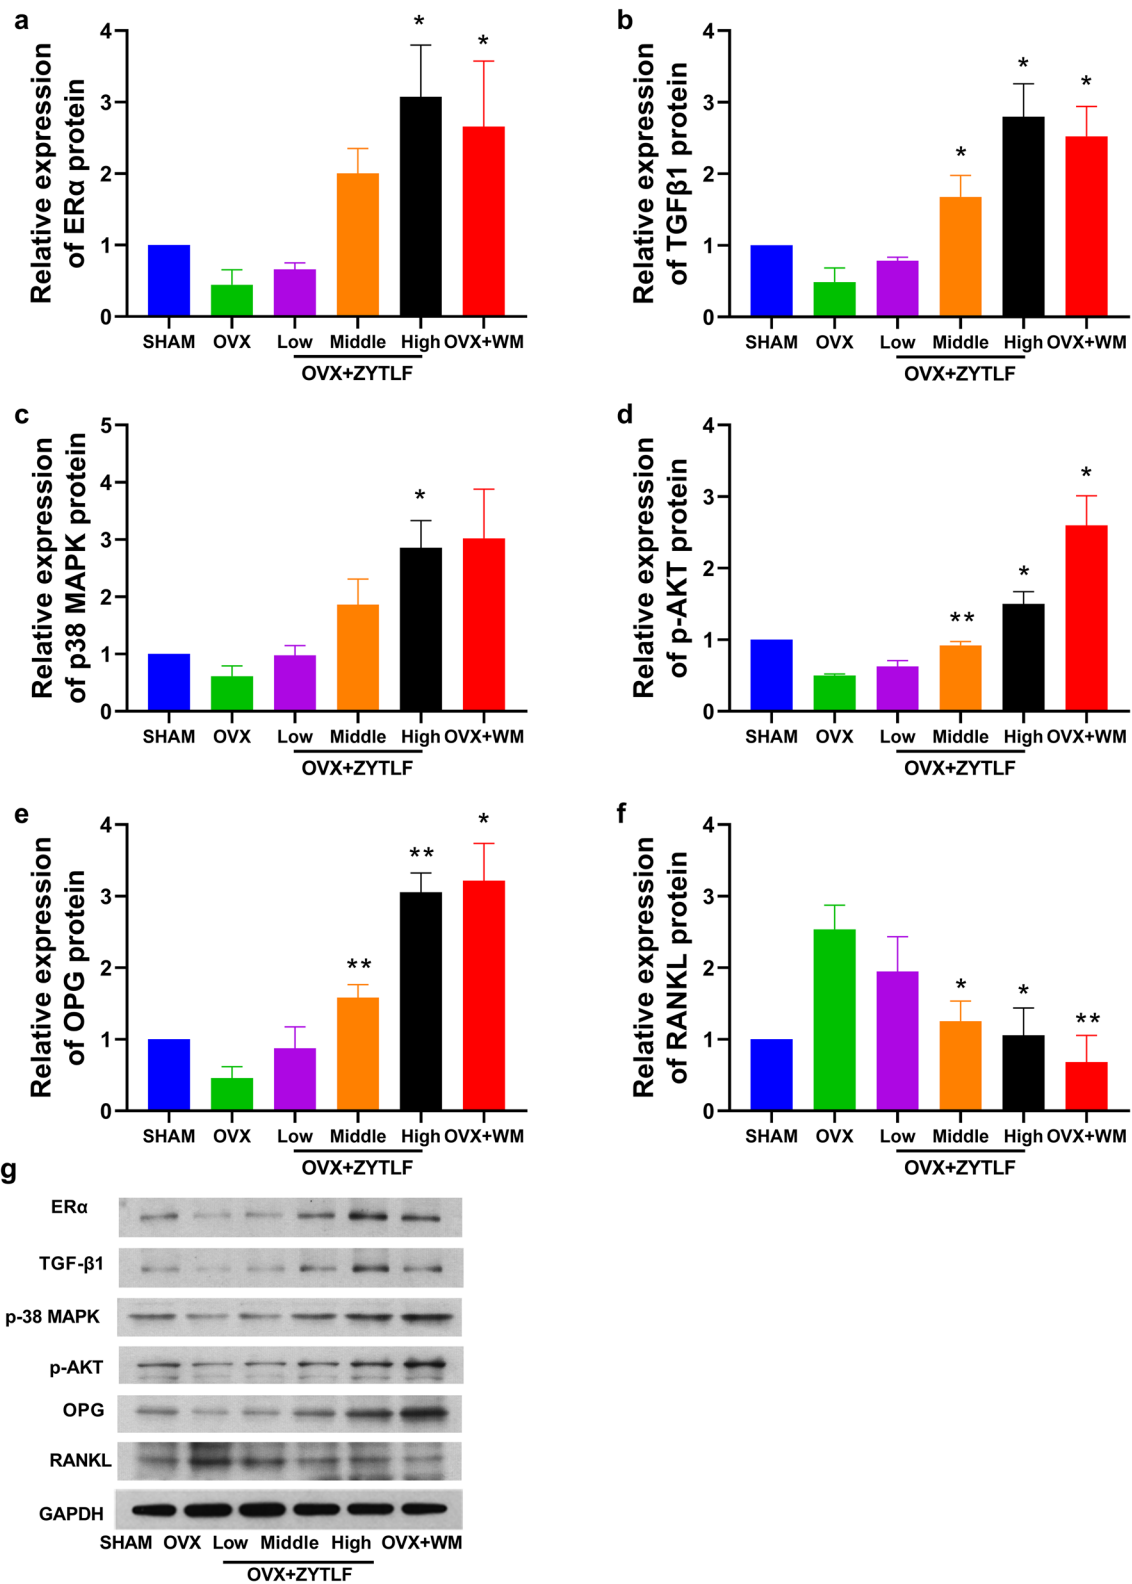 a
Relative expression
of ERα protein
4
3
2
1
0
*
*
SHAM OVX Low Middle High OVX+WM
OVX+ZYTLF
b
Relative expression
of TGFβ1 protein
4
3
2
1
0
*
*
*
SHAM OVX Low Middle High OVX+WM
OVX+ZYTLF
c
Relative expression
of p38 MAPK protein
5
4
3
2
1
0
*
SHAM OVX Low Middle High OVX+WM
OVX+ZYTLF
d
Relative expression
of p-AKT protein
4
3
2
1
0
**
*
*
SHAM OVX Low Middle High OVX+WM
OVX+ZYTLF
e
Relative expression
of OPG protein
4
3
2
1
0
**
**
*
SHAM OVX Low Middle High OVX+WM
OVX+ZYTLF
f
Relative expression
of RANKL protein
4
3
2
1
0
*
*
**
SHAM OVX Low Middle High OVX+WM
OVX+ZYTLF
g
ERα
TGF-β1
p-38 MAPK
p-AKT
OPG
RANKL
GAPDH
SHAM OVX Low Middle High OVX+WM
OVX+ZYTLF